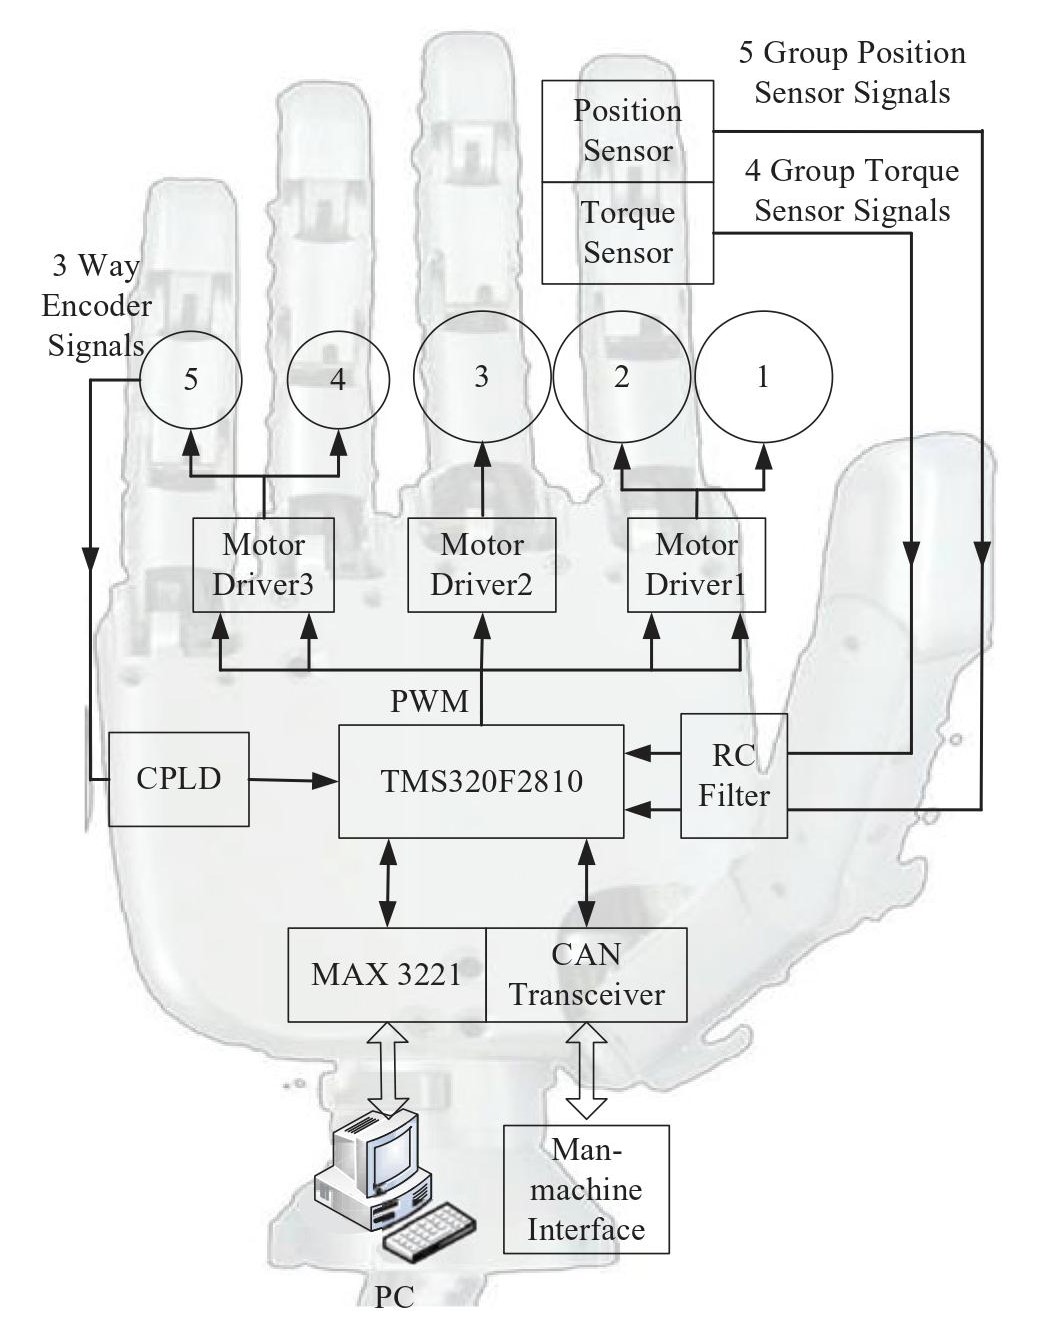 5 Group Position
Sensor Signals
Position
Sensor
4 Group Torque
Sensor Signals
Torque
Sensor
3 Way
Encoder
Signals
5
4
3
2
1
Motor
Driver3
Motor
Driver2
Motor
Driver1
PWM
CPLD
TMS320F2810
RC
Filter
MAX 3221
CAN
Transceiver
Man-
machine
Interface
PC